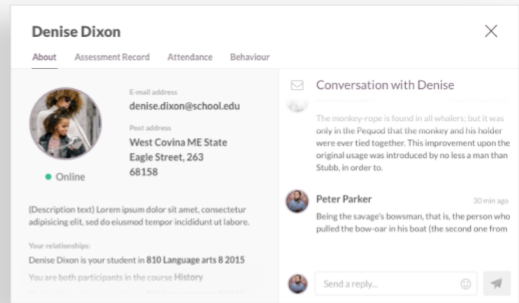 Denise Dixon
About Assessment Record Attendance Behaviour
E-mail address
denise.dixon@school.edu
Post address
West Covina ME State
Eagle Street, 263
68158
Online
(Description text) Lorem ipsum dolor sit amet, consectetur
adipisicing elit, sed do eiusmod tempor incididunt ut labore.
Your relationships:
Denise Dixon is your student in 810 Language arts 8 2015
You are both participants in the course History
Conversation with Denise
The monkey-rope is found in all whalers; but it was
only in the Pequod that the monkey and his holder
were ever tied together. This improvement upon the
original usage was introduced by no less a man than
Stubb, in order to.
Peter Parker 30 min ago
Being the savage's bowsman, that is, the person who
pulled the bow-oar in his boat (the second one from
Send a reply...